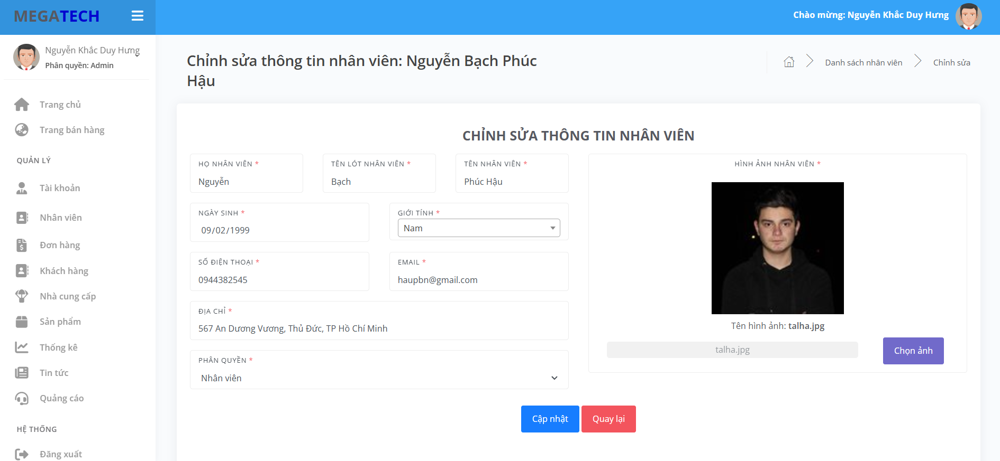 MEGATECH
Chào mừng: Nguyễn Khắc Duy Hưng
Nguyễn Khắc Duy Hưng
Phân quyền: Admin
Trang chủ
Trang bán hàng
QUẢN LÝ
Tài khoản
Nhân viên
Đơn hàng
Khách hàng
Nhà cung cấp
Sản phẩm
Thống kê
Tin tức
Quảng cáo
HỆ THỐNG
Đăng xuất
Chỉnh sửa thông tin nhân viên: Nguyễn Bạch Phúc
Hậu
Danh sách nhân viên
Chỉnh sửa
CHỈNH SỬA THÔNG TIN NHÂN VIÊN
HỌ NHÂN VIÊN *
Nguyễn
TÊN LÓT NHÂN VIÊN *
Bạch
TÊN NHÂN VIÊN *
Phúc Hậu
NGÀY SINH *
09/02/1999
GIỚI TÍNH *
Nam
SỐ ĐIỆN THOẠI *
0944382545
EMAIL *
haupbn@gmail.com
ĐỊA CHỈ *
567 An Dương Vương, Thủ Đức, TP Hồ Chí Minh
PHÂN QUYỀN *
Nhân viên
HÌNH ẢNH NHÂN VIÊN *
Tên hình ảnh: talha.jpg
talha.jpg
Chọn ảnh
Cập nhật
Quay lại